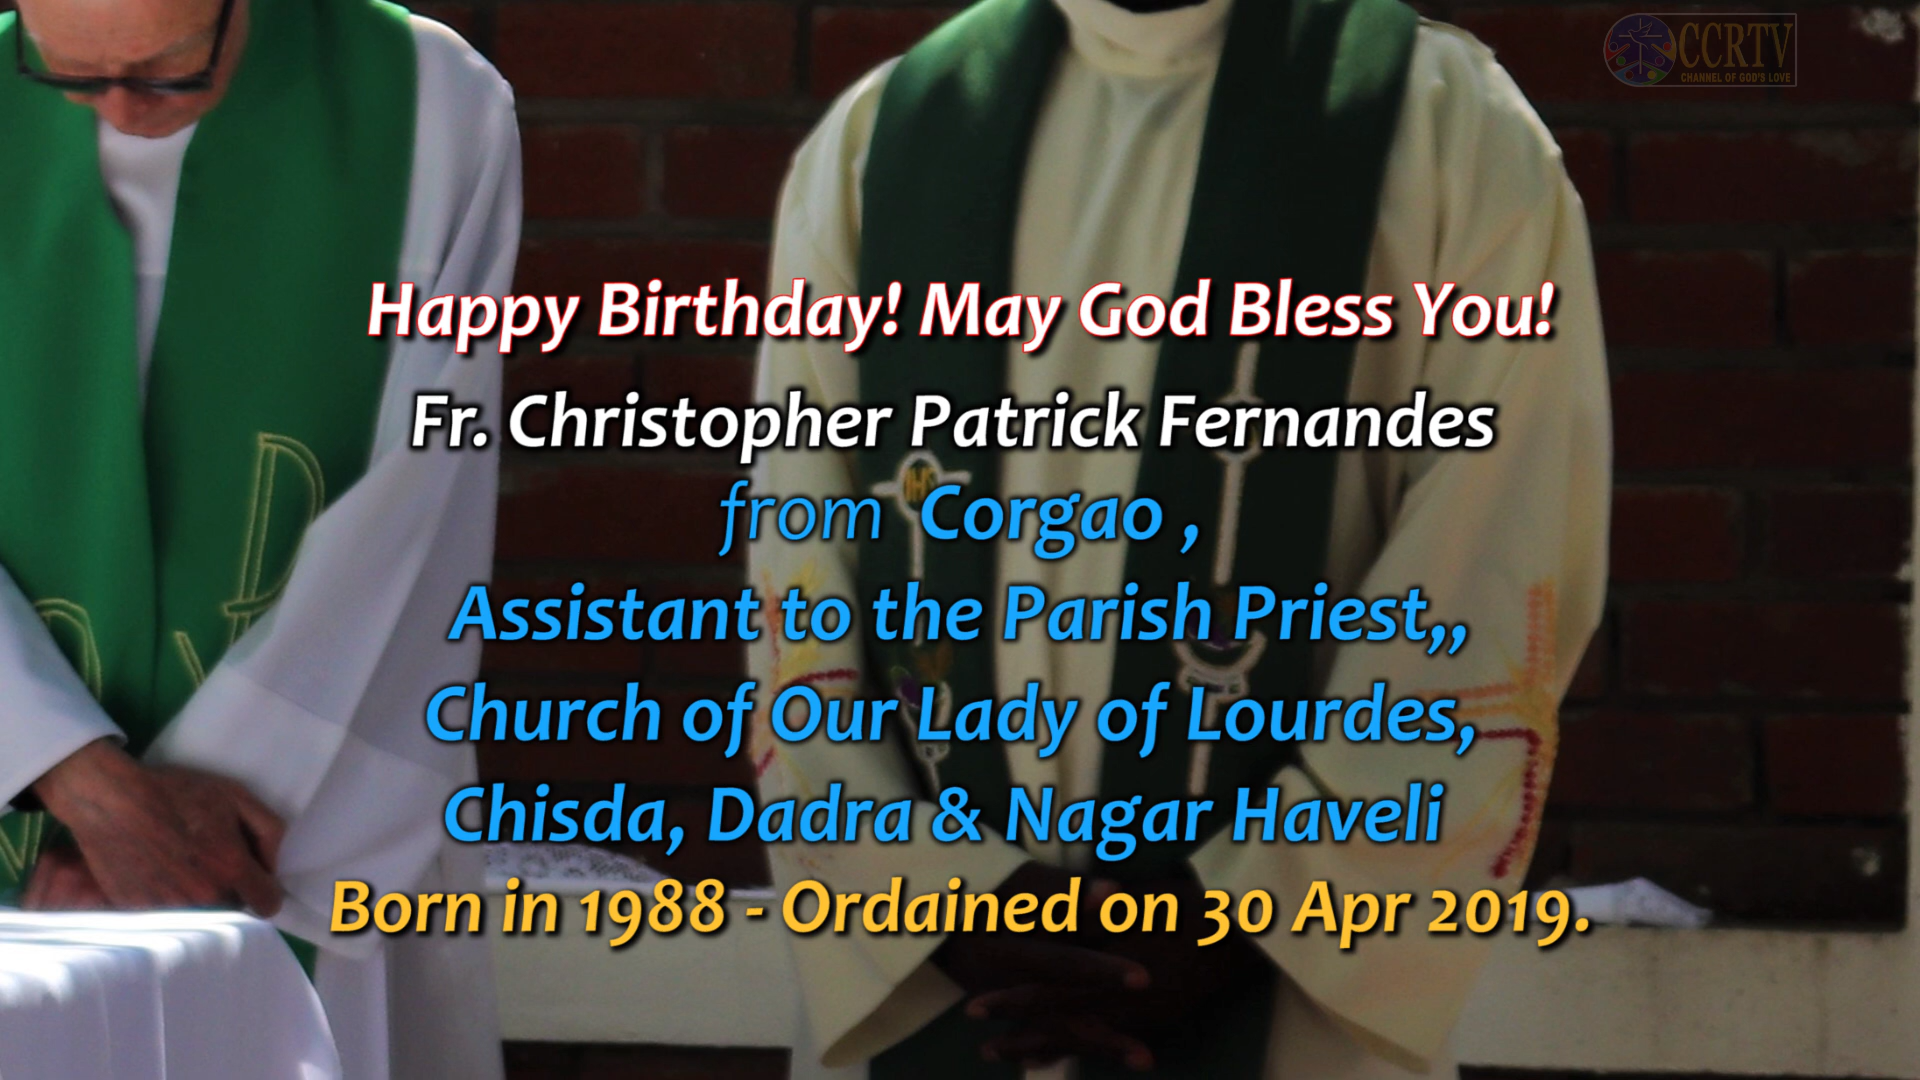 CCRTV
CHANNEL OF GOD'S LOVE
Happy Birthday! May God Bless You!
Fr. Christopher Patrick Fernandes
from Corgao ,
Assistant to the Parish Priest,,
Church of Our Lady of Lourdes,
Chisda, Dadra & Nagar Haveli
Born in 1988 - Ordained on 30 Apr 2019.
JHS